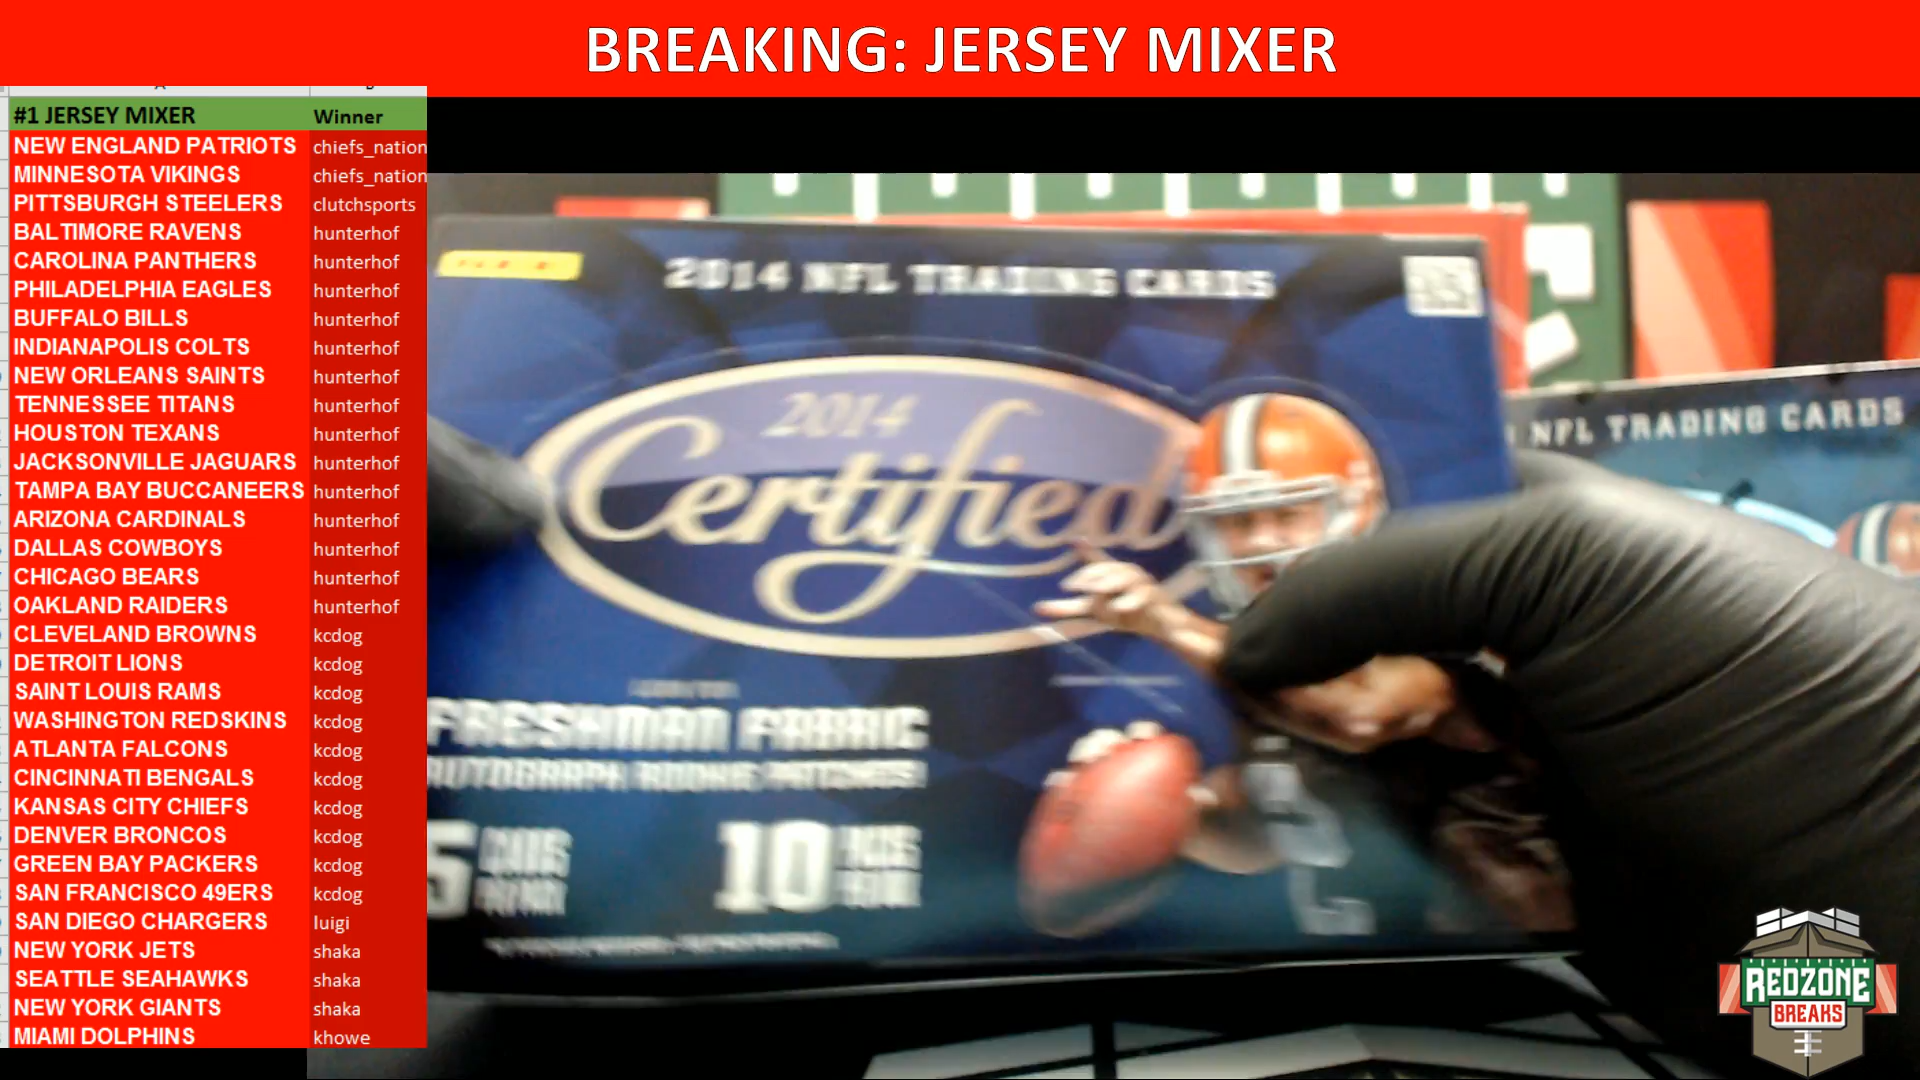 BREAKING: JERSEY MIXER
#1 JERSEY MIXER Winner
NEW ENGLAND PATRIOTS chiefs_nation
MINNESOTA VIKINGS chiefs_nation
PITTSBURGH STEELERS clutchsports
BALTIMORE RAVENS hunterhof
CAROLINA PANTHERS hunterhof
PHILADELPHIA EAGLES hunterhof
BUFFALO BILLS hunterhof
INDIANAPOLIS COLTS hunterhof
NEW ORLEANS SAINTS hunterhof
TENNESSEE TITANS hunterhof
HOUSTON TEXANS hunterhof
JACKSONVILLE JAGUARS hunterhof
TAMPA BAY BUCCANEERS hunterhof
ARIZONA CARDINALS hunterhof
DALLAS COWBOYS hunterhof
CHICAGO BEARS hunterhof
OAKLAND RAIDERS hunterhof
CLEVELAND BROWNS kcdog
DETROIT LIONS kcdog
SAINT LOUIS RAMS kcdog
WASHINGTON REDSKINS kcdog
ATLANTA FALCONS kcdog
CINCINNATI BENGALS kcdog
KANSAS CITY CHIEFS kcdog
DENVER BRONCOS kcdog
GREEN BAY PACKERS kcdog
SAN FRANCISCO 49ERS kcdog
SAN DIEGO CHARGERS luigi
NEW YORK JETS shaka
SEATTLE SEAHAWKS shaka
NEW YORK GIANTS shaka
MIAMI DOLPHINS khowe
2014 NFL TRADING CARDS
2014
Certified
FRESHMAN FABRIC
AUTOGRAPH ROOKIE PATCHES!
5 CARDS
10 PACKS
NFL TRADING CARDS
REDZONE
BREAKS